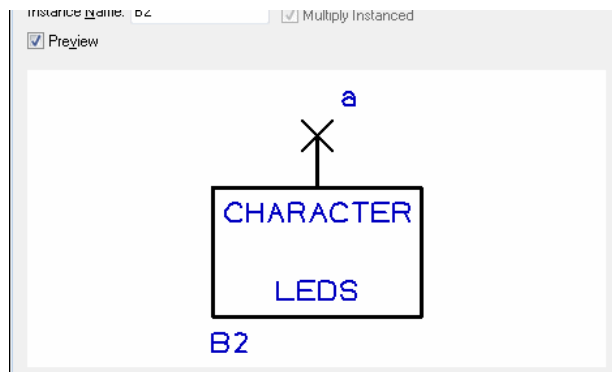 Instance Name: B2
Multiply Instanced
Preview
a
CHARACTER
LEDS
B2